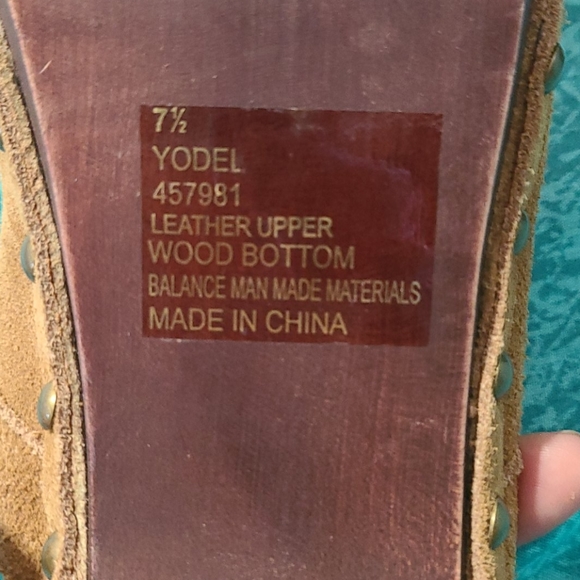 7½
YODEL
457981
LEATHER UPPER
WOOD BOTTOM
BALANCE MAN MADE MATERIALS
MADE IN CHINA